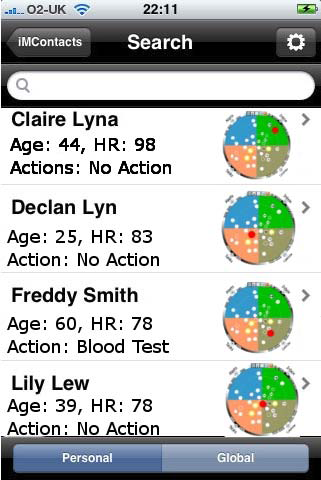 O2-UK 22:11
iMContacts Search
Claire Lyna
Age: 44, HR: 98
Actions: No Action
Declan Lyn
Age: 25, HR: 83
Action: No Action
Freddy Smith
Age: 60, HR: 78
Action: Blood Test
Lily Lew
Age: 39, HR: 78
Action: No Action
Personal Global